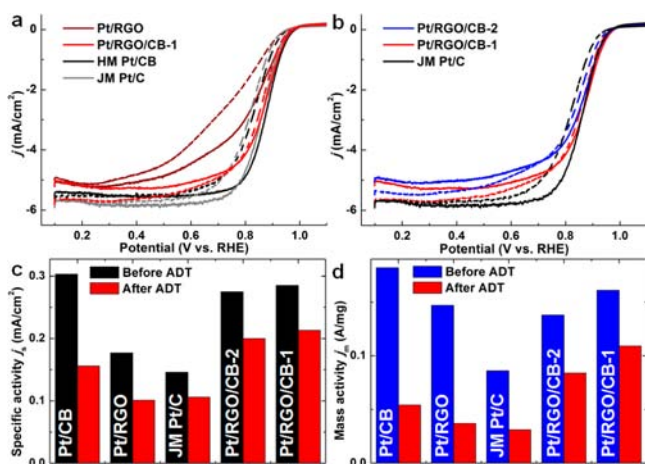 a
Pt/RGO
Pt/RGO/CB-1
HM Pt/CB
JM Pt/C
0
-2
-4
-6
j (mA/cm²)
0.2 0.4 0.6 0.8 1.0
Potential (V vs. RHE)
b
Pt/RGO/CB-2
Pt/RGO/CB-1
JM Pt/C
0
-2
-4
-6
j (mA/cm²)
0.2 0.4 0.6 0.8 1.0
Potential (V vs. RHE)
c
Before ADT
After ADT
0.3
0.2
0.1
0.0
Specific activity jₛ (mA/cm²)
Pt/CB
Pt/RGO
JM Pt/C
Pt/RGO/CB-2
Pt/RGO/CB-1
d
Before ADT
After ADT
0.1
0.0
Mass activity jₘ (A/mg)
Pt/CB
Pt/RGO
JM Pt/C
Pt/RGO/CB-2
Pt/RGO/CB-1